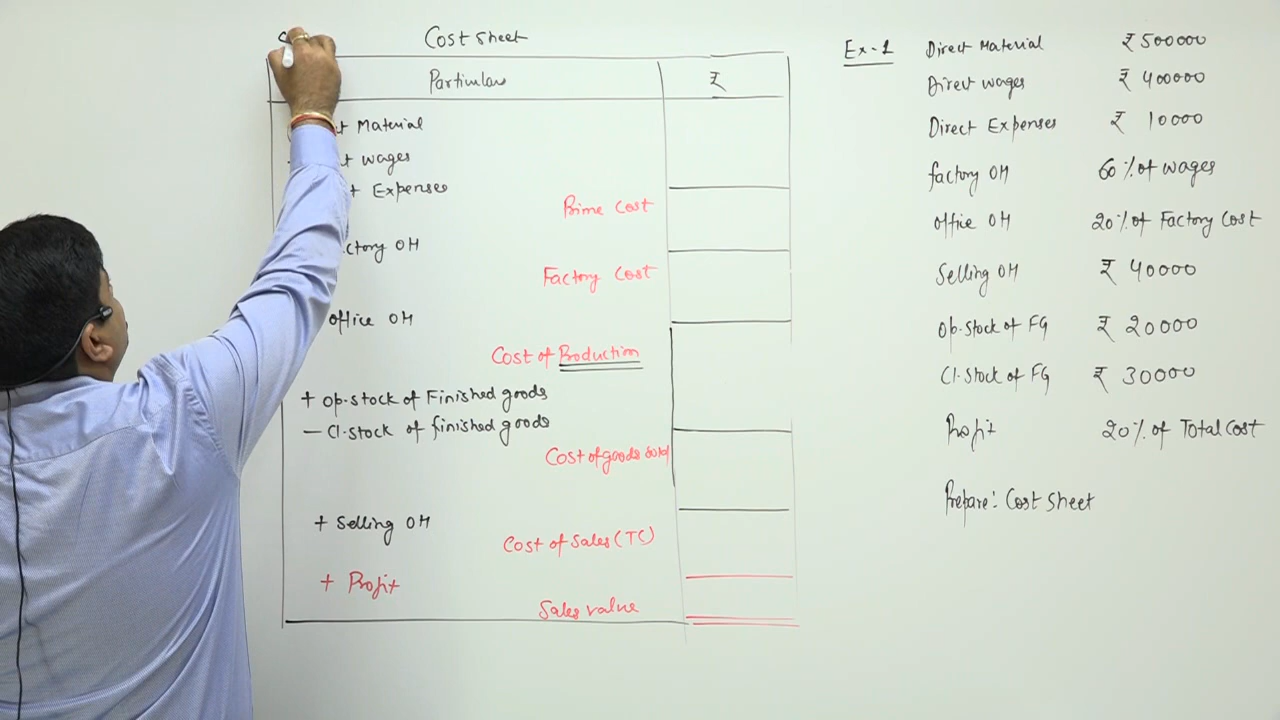 Cost Sheet
Particulars ₹
Material
wages
Expenses
Prime Cost
ctory OH
Factory Cost
office OH
Cost of Production
+ Op.stock of Finished goods
- Cl.stock of finished goods
Cost of goods sold
+ Selling OH
Cost of Sales (TC)
+ Profit
Sales value
Ex-1 Direct Material ₹ 500000
Direct wages ₹ 400000
Direct Expenses ₹ 10000
factory OH 60% of wages
office OH 20% of Factory Cost
Selling OH ₹ 40000
Op.stock of FG ₹ 20000
Cl.stock of FG ₹ 30000
Profit 20% of Total Cost
Prepare: Cost Sheet